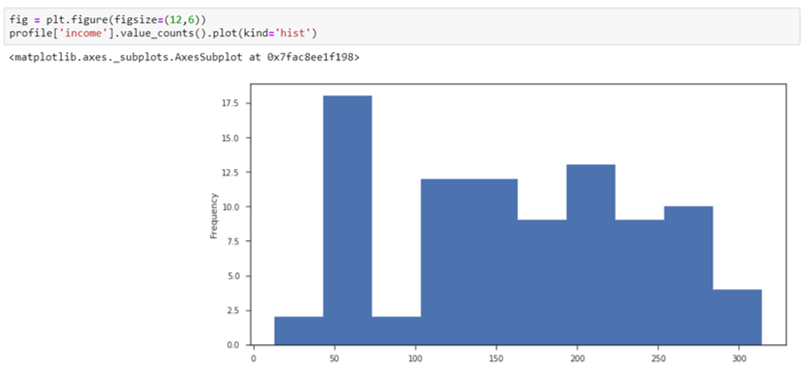 fig = plt.figure(figsize=(12,6))
profile['income'].value_counts().plot(kind='hist')
<matplotlib.axes._subplots.AxesSubplot at 0x7fac8ee1f198>
17.5
15.0
12.5
10.0
7.5
5.0
2.5
0.0
Frequency
0 50 100 150 200 250 300